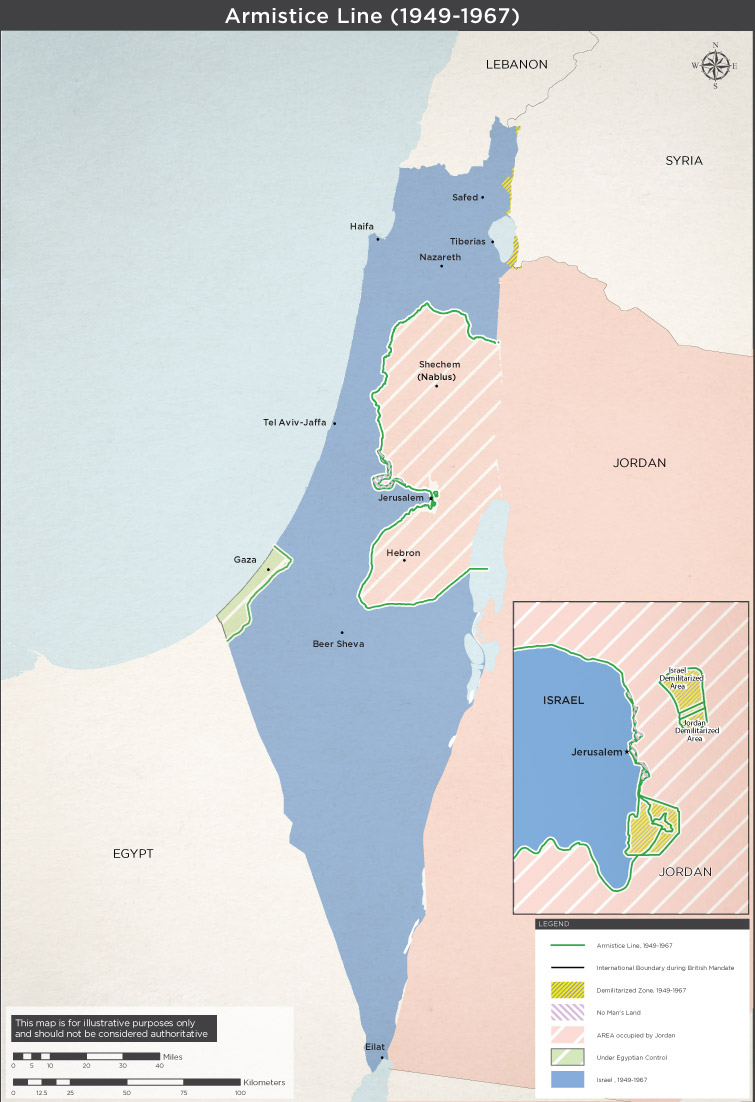 Armistice Line (1949-1967)
LEBANON
N
W
E
S
SYRIA
Safed
Haifa
Tiberias
Nazareth
Shechem
(Nablus)
Tel Aviv-Jaffa
JORDAN
Jerusalem
Hebron
Gaza
Beer Sheva
EGYPT
Eilat
Israel
Demilitarized
Area
Jordan
Demilitarized
Area
ISRAEL
Jerusalem
JORDAN
LEGEND
Armistice Line, 1949-1967
International Boundary during British Mandate
Demilitarized Zone, 1949-1967
No Man's Land
AREA occupied by Jordan
Under Egyptian Control
Israel , 1949-1967
This map is for illustrative purposes only
and should not be considered authoritative
Miles
0 5 10 20 30 40
Kilometers
0 12.5 25 50 75 100